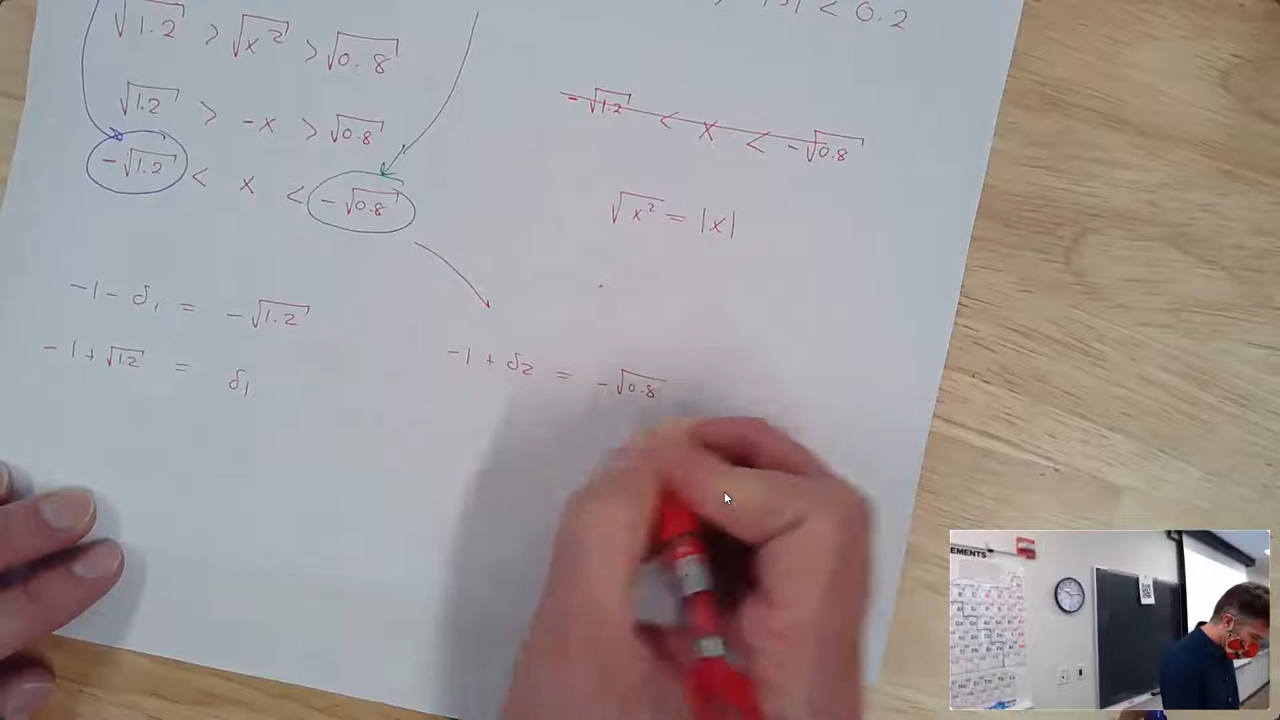 < 0.2
√1.2 > √x² > √0.8
√1.2 > -x > √0.8
-√1.2 < x < -√0.8
-√1.2 < x < -√0.8
√x² = |x|
-1 - δ₁ = -√1.2
-1 + √1.2 = δ₁
-1 + δ₂ = -√0.8
EMENTS